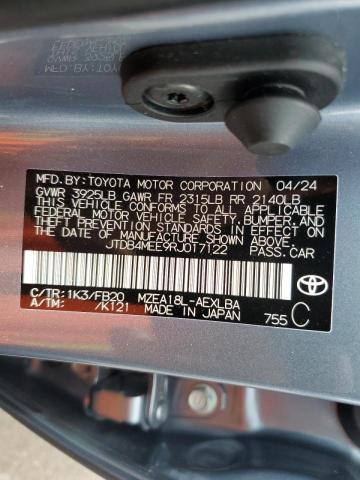 MFD. BY: TOYOTA MOTOR CORPORATION 04/24
GVWR 3925LB GAWR FR 2315LB RR 2140LB
THIS VEHICLE CONFORMS TO ALL APPLICABLE
FEDERAL MOTOR VEHICLE SAFETY, BUMPER, AND
THEFT PREVENTION STANDARDS IN EFFECT ON
THE DATE OF MANUFACTURE SHOWN ABOVE.
JTDB4MEE9RJ017122 PASS.CAR
C/TR: 1K3/FB20 MZEA18L-AEXLBA
A/TM: /K121 MADE IN JAPAN 755 C
TOYOTA